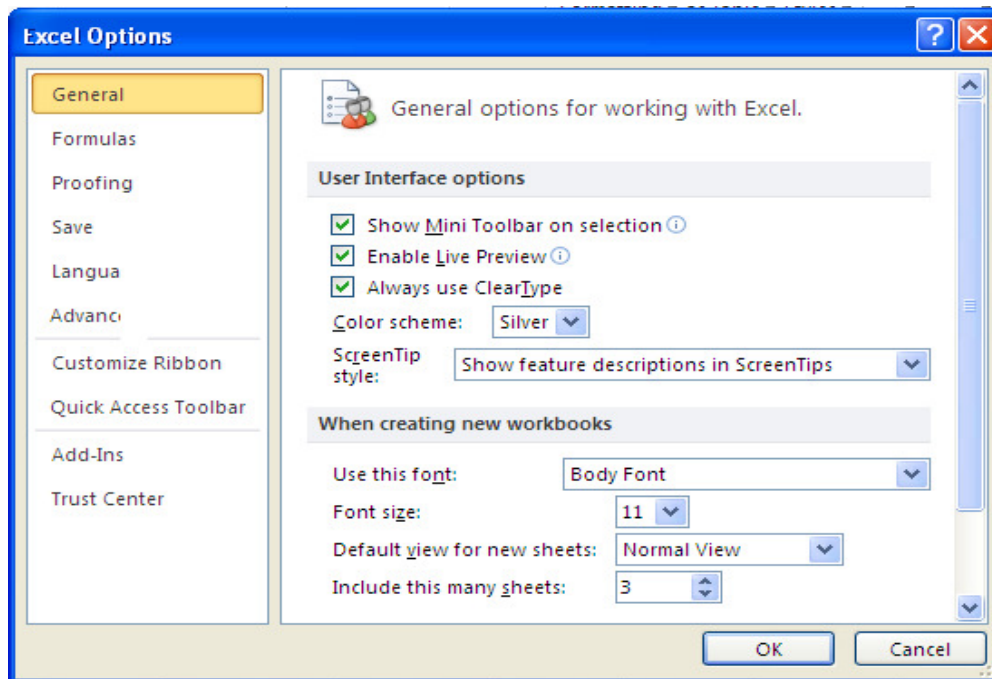 Excel Options
General
Formulas
Proofing
Save
Langua
Advanc
Customize Ribbon
Quick Access Toolbar
Add-Ins
Trust Center
General options for working with Excel.
User Interface options
Show Mini Toolbar on selection
Enable Live Preview
Always use ClearType
Color scheme: Silver
ScreenTip
style: Show feature descriptions in ScreenTips
When creating new workbooks
Use this font: Body Font
Font size: 11
Default view for new sheets: Normal View
Include this many sheets: 3
OK Cancel